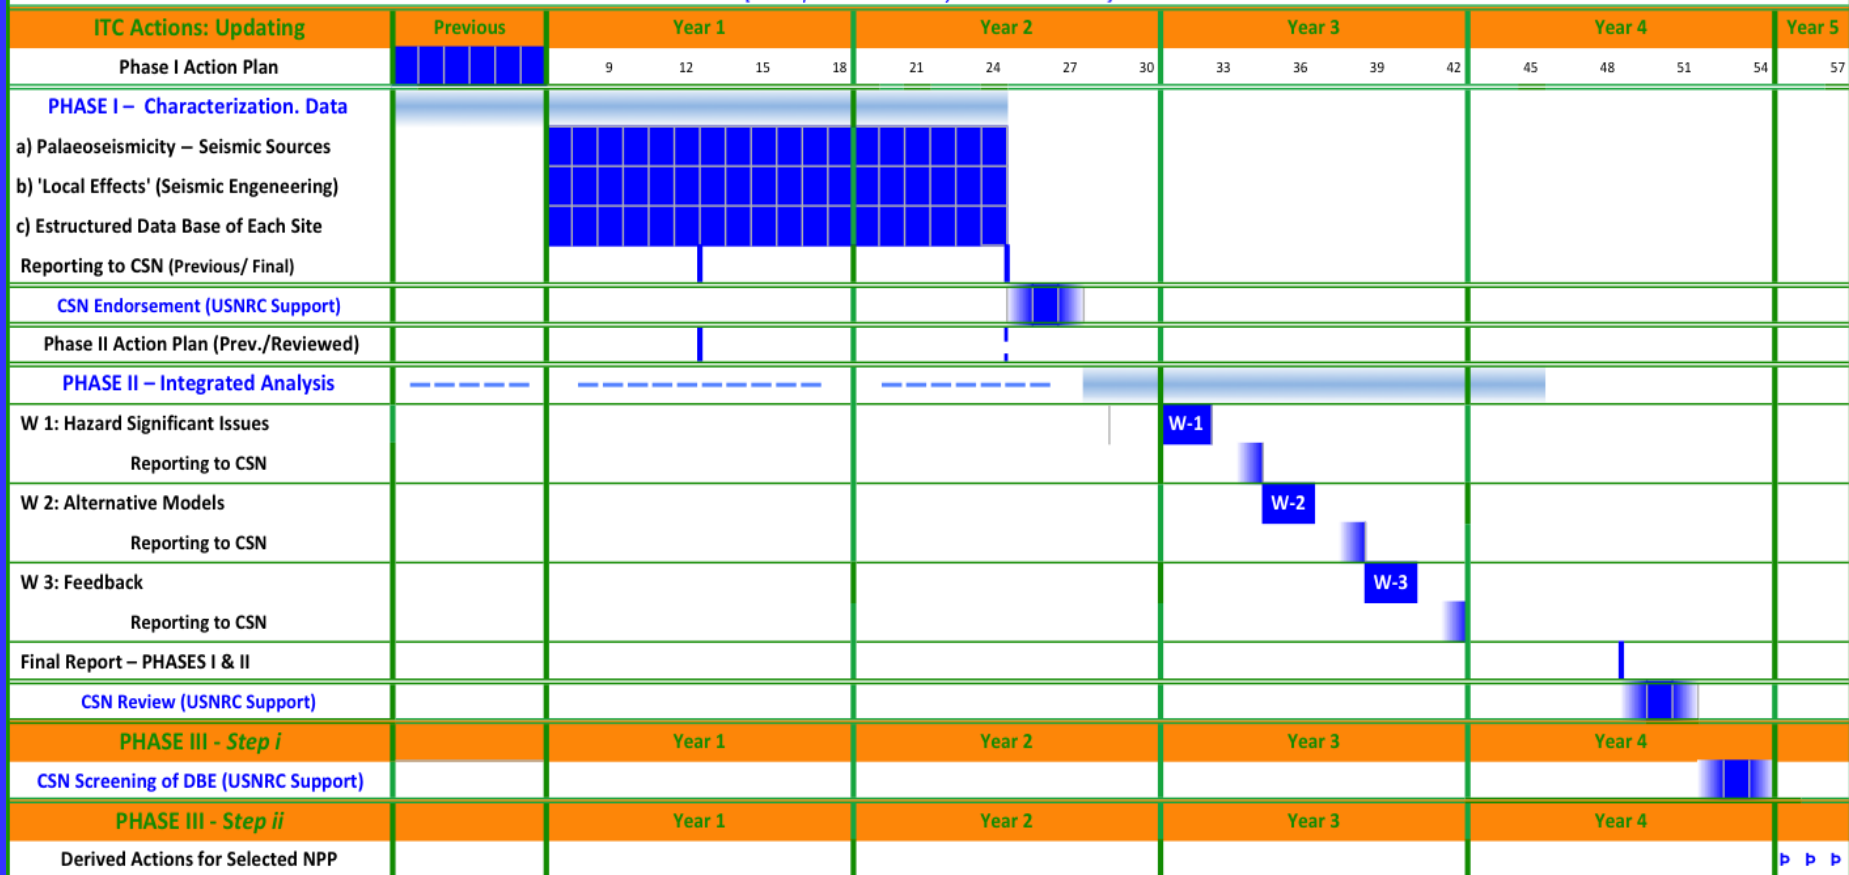 ITC Actions: Updating Previous Year 1 Year 2 Year 3 Year 4 Year 5
Phase I Action Plan 9 12 15 18 21 24 27 30 33 36 39 42 45 48 51 54 57
PHASE I – Characterization. Data
a) Palaeoseismicity – Seismic Sources
b) 'Local Effects' (Seismic Engeneering)
c) Estructured Data Base of Each Site
Reporting to CSN (Previous/ Final)
CSN Endorsement (USNRC Support)
Phase II Action Plan (Prev./Reviewed)
PHASE II – Integrated Analysis
W 1: Hazard Significant Issues W-1
Reporting to CSN
W 2: Alternative Models W-2
Reporting to CSN
W 3: Feedback W-3
Reporting to CSN
Final Report – PHASES I & II
CSN Review (USNRC Support)
PHASE III - Step i Year 1 Year 2 Year 3 Year 4
CSN Screening of DBE (USNRC Support)
PHASE III - Step ii Year 1 Year 2 Year 3 Year 4
Derived Actions for Selected NPP Þ Þ Þ